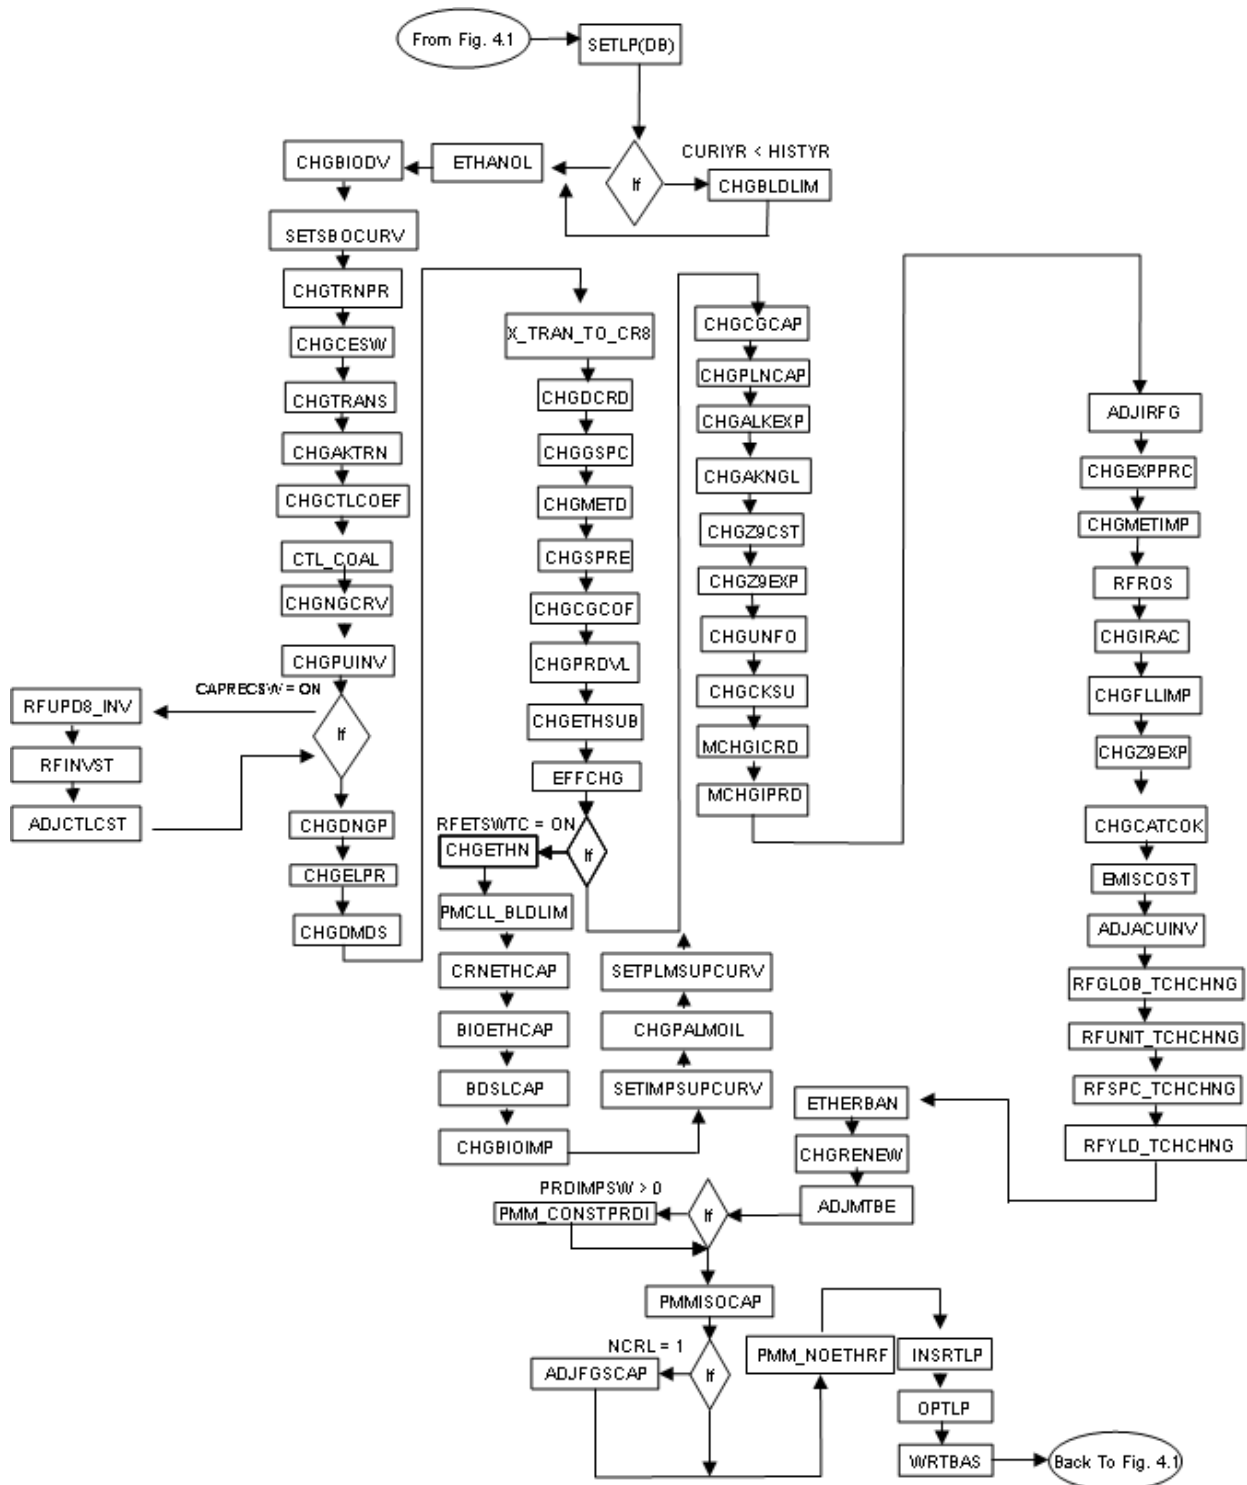 From Fig. 4.1
SETLP(DB)
CURIYR < HISTYR
If
CHGBLDLIM
ETHANOL
CHGBIODV
SETSBOCURV
CHGTRNPR
CHGCESW
CHGTRANS
CHGAKTRN
CHGCTLCOEF
CTL_COAL
CHGNGCRV
CHGPUINV
CAPRECSW = ON
If
RFUPD8_INV
RFINVST
ADJCTLCST
CHGDNGP
CHGELPR
CHGDMDS
X_TRAN_TO_CR8
CHGDCRD
CHGGSPC
CHGMETD
CHGSPRE
CHGCGCOF
CHGPRDVL
CHGETHSUB
EFFCHG
RFETSWTC = ON
If
CHGETHN
PMCLL_BLDLIM
CRNETHCAP
BIOETHCAP
BDSLCAP
CHGBIOIMP
SETIMPSUPCURV
CHGPALMOIL
SETPLMSUPCURV
CHGCGCAP
CHGPLNCAP
CHGALKEXP
CHGAKNGL
CHGZ9CST
CHGZ9EXP
CHGUNFO
CHGCKSU
MCHGICRD
MCHGIPRD
ADJIRFG
CHGEXPPRC
CHGMETIMP
RFROS
CHGIRAC
CHGFLLIMP
CHGZ9EXP
CHGCATCOK
EMISCOST
ADJACUINV
RFGLOB_TCHCHNG
RFUNIT_TCHCHNG
RFSPC_TCHCHNG
RFYLD_TCHCHNG
ETHERBAN
CHGRENEW
ADJMTBE
PRDIMPSW > 0
If
PMM_CONSTPRDI
PMMISOCAP
NCRL = 1
If
ADJFGSCAP
PMM_NOETHRF
INSRTLP
OPTLP
WRTBAS
Back To Fig. 4.1